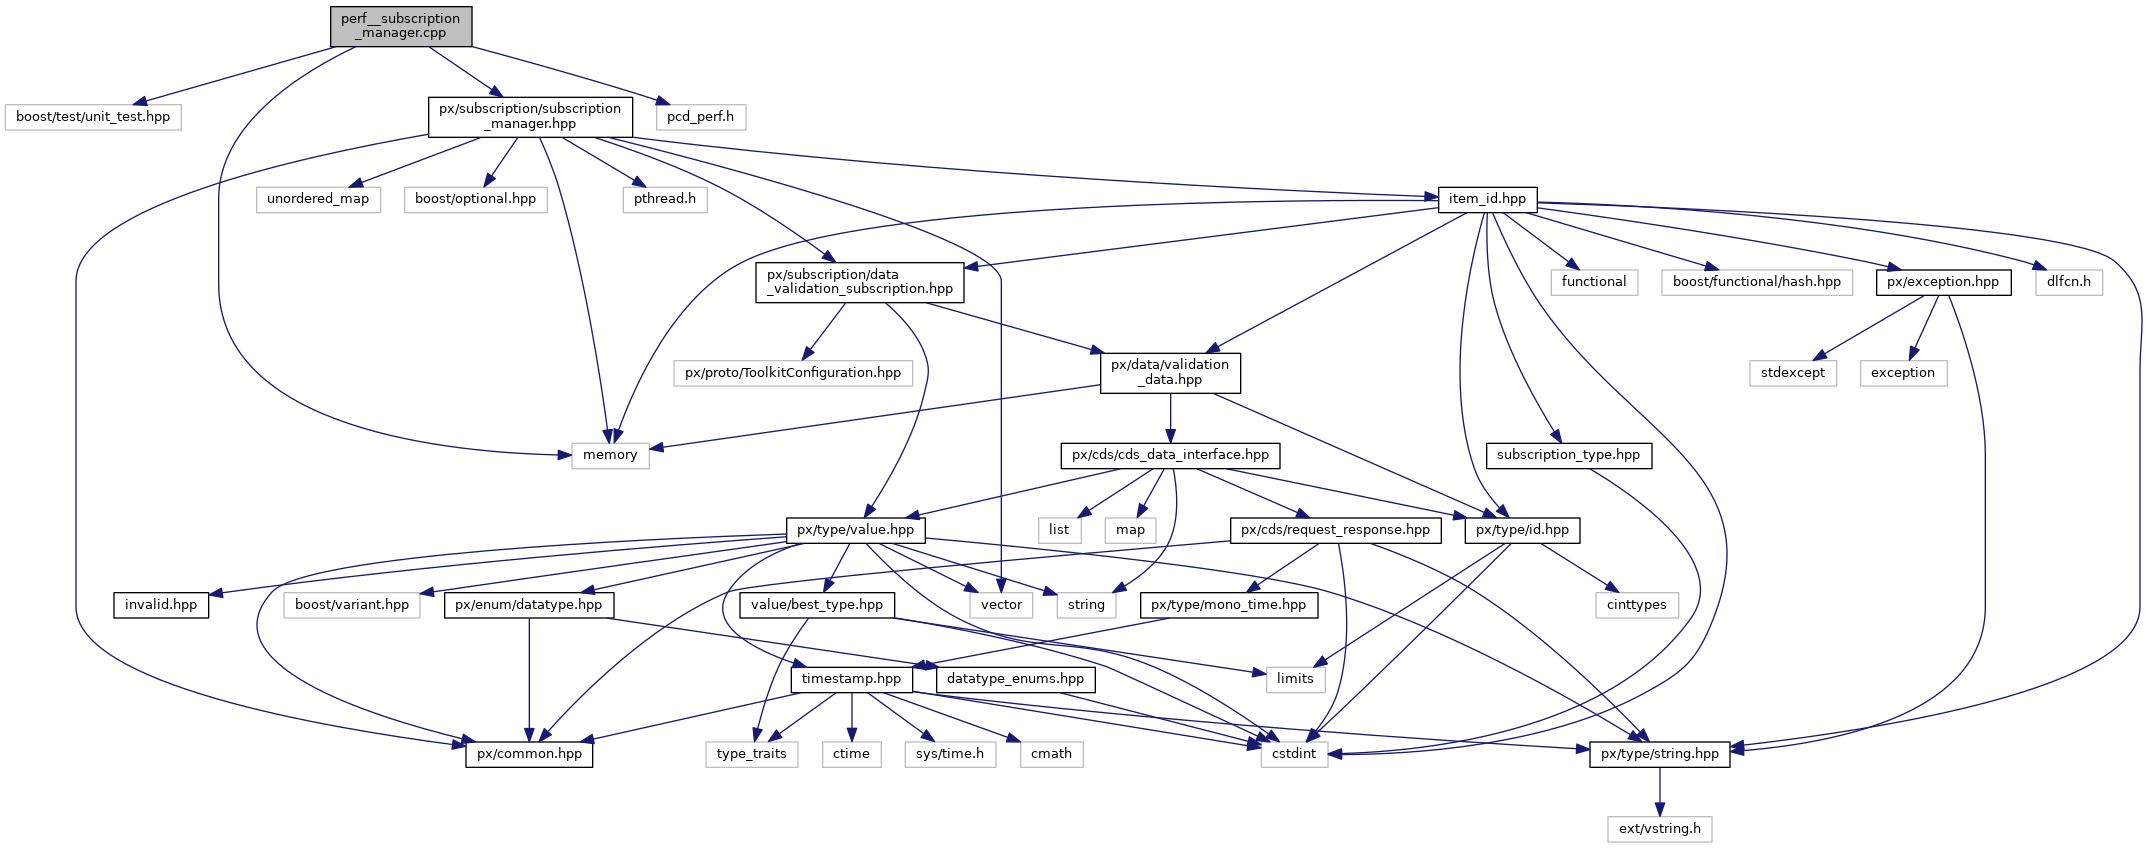 perf__subscription
_manager.cpp
boost/test/unit_test.hpp
px/subscription/subscription
_manager.hpp
pcd_perf.h
unordered_map
boost/optional.hpp
pthread.h
item_id.hpp
px/subscription/data
_validation_subscription.hpp
functional
boost/functional/hash.hpp
px/exception.hpp
dlfcn.h
px/proto/ToolkitConfiguration.hpp
px/data/validation
_data.hpp
stdexcept
exception
memory
px/cds/cds_data_interface.hpp
subscription_type.hpp
px/type/value.hpp
list
map
px/cds/request_response.hpp
px/type/id.hpp
invalid.hpp
boost/variant.hpp
px/enum/datatype.hpp
value/best_type.hpp
vector
string
px/type/mono_time.hpp
cinttypes
timestamp.hpp
datatype_enums.hpp
limits
px/common.hpp
type_traits
ctime
sys/time.h
cmath
cstdint
px/type/string.hpp
ext/vstring.h